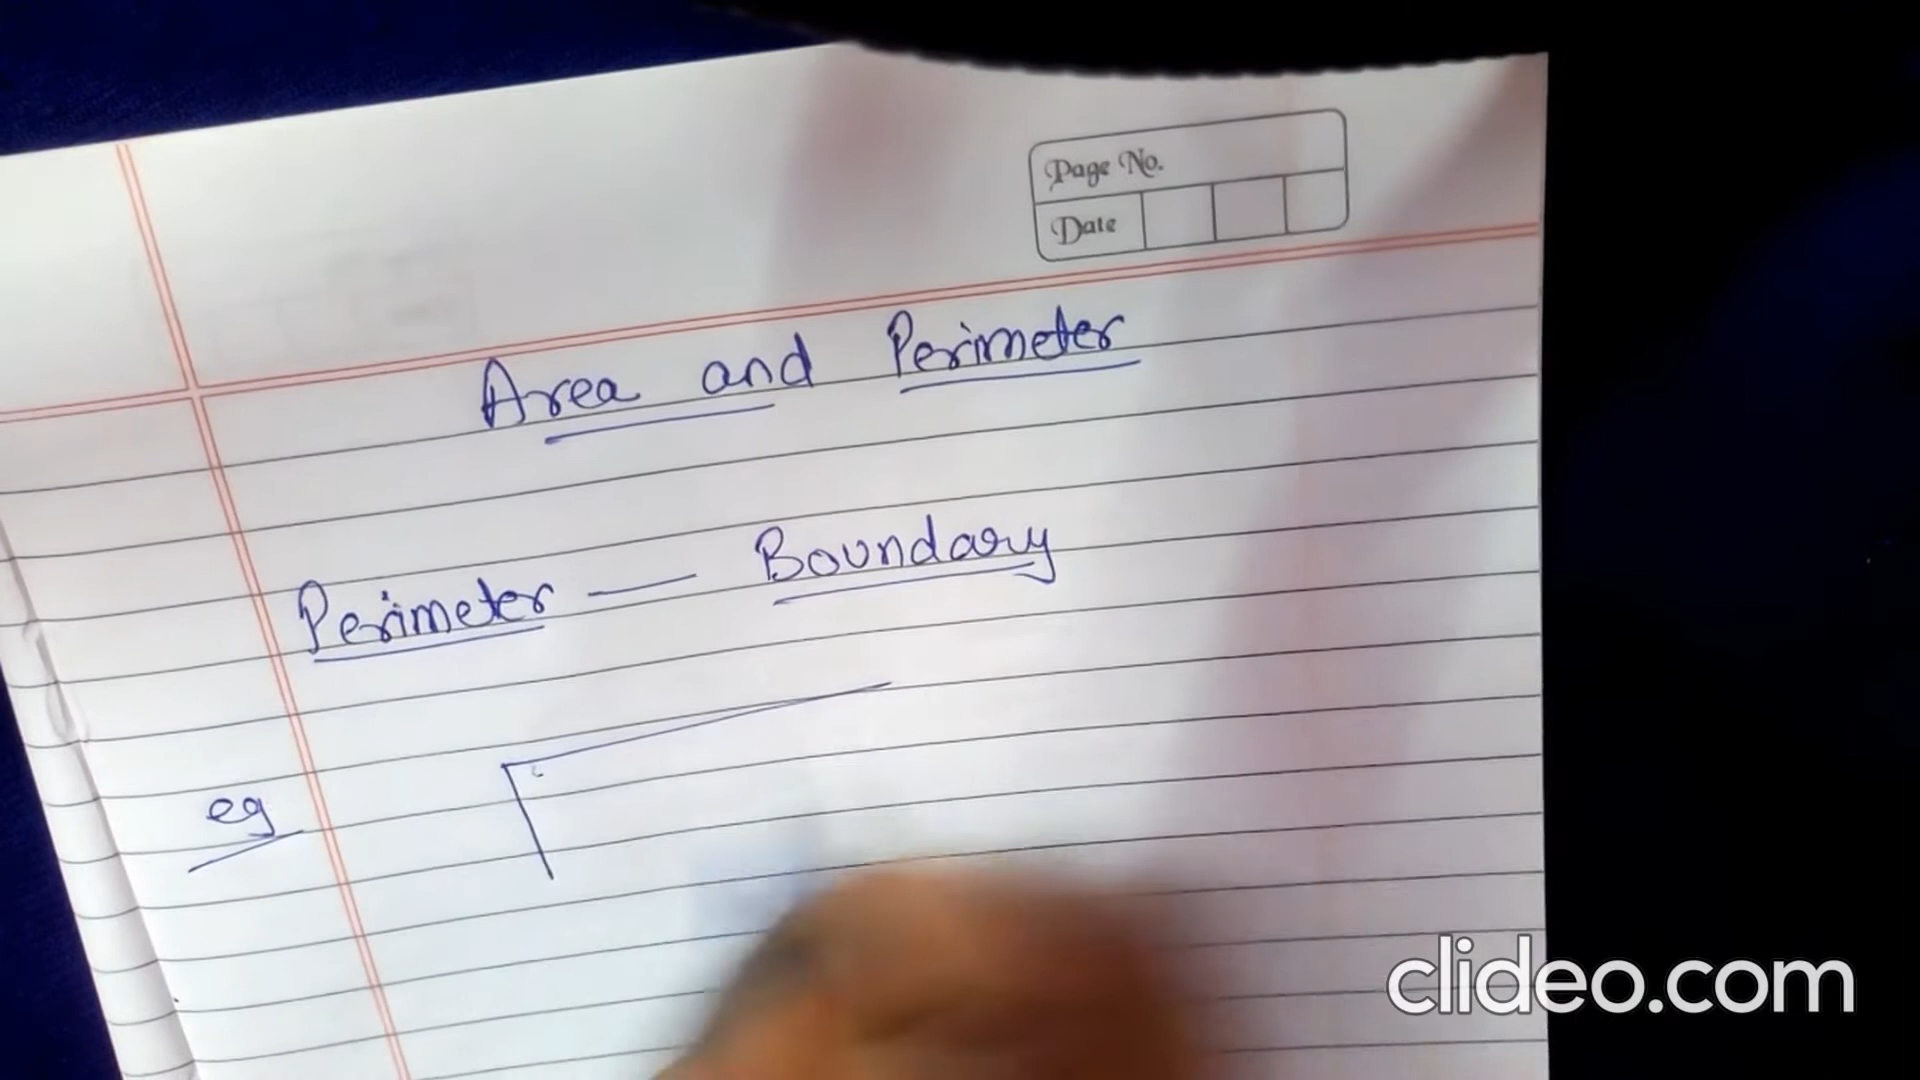 Page No.
Date
Area and Perimeter
Perimeter — Boundary
eg
clideo.com